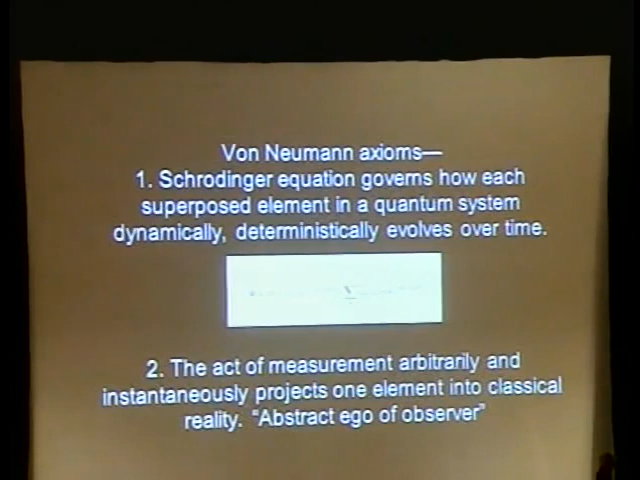 Von Neumann axioms—
1. Schrodinger equation governs how each
superposed element in a quantum system
dynamically, deterministically evolves over time.
2. The act of measurement arbitrarily and
instantaneously projects one element into classical
reality. "Abstract ego of observer"